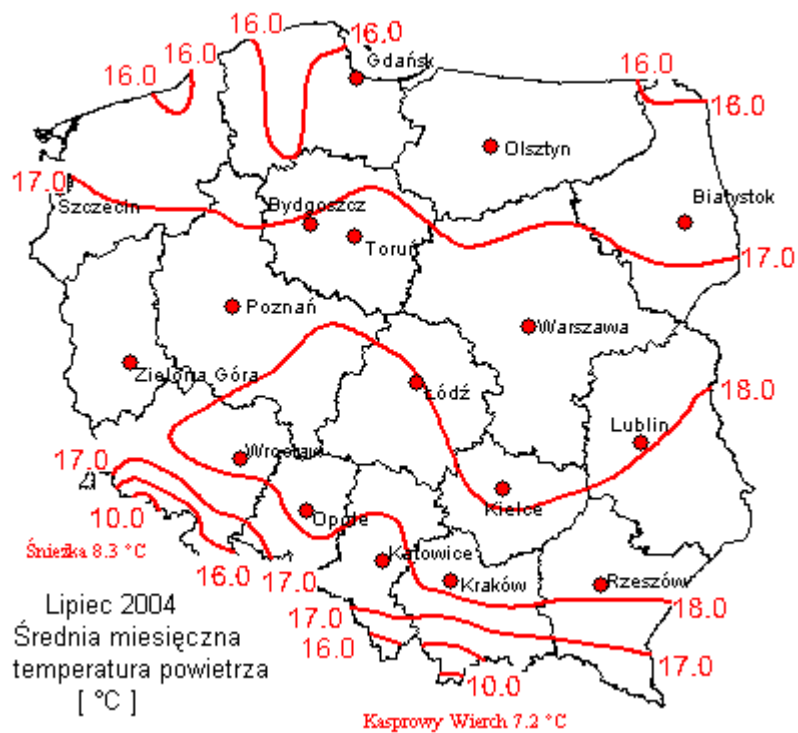 16.0
16.0
16.0
16.0
Gdańsk
16.0
16.0
Olsztyn
17.0
Szczecin
Bydgoszcz
Toruń
Białystok
17.0
Poznań
Warszawa
Zielona Góra
Łódź
18.0
Lublin
Wrocław
17.0
10.0
Kielce
Opole
Śnieżka 8.3 °C
16.0
17.0
Katowice
Kraków
Rzeszów
18.0
17.0
16.0
17.0
10.0
Lipiec 2004
Średnia miesięczna
temperatura powietrza
[ °C ]
Kasprowy Wierch 7.2 °C